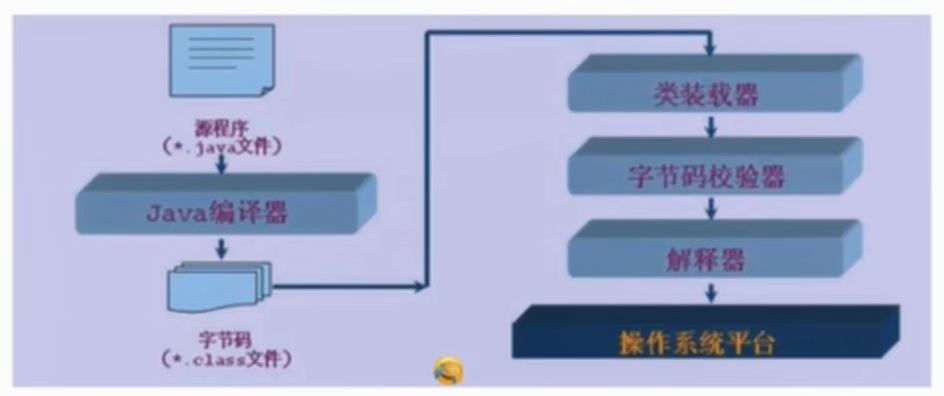 源程序
(*.java文件)
Java编译器
字节码
(*.class文件)
类装载器
字节码校验器
解释器
操作系统平台